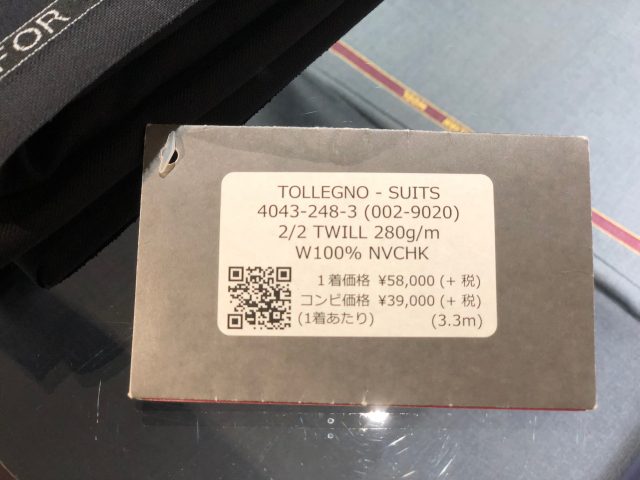 FOR
TOLLEGNO - SUITS
4043-248-3 (002-9020)
2/2 TWILL 280g/m
W100% NVCHK
1着価格 ¥58,000 (+ 税)
コンビ価格 ¥39,000 (+ 税)
(1着あたり) (3.3m)